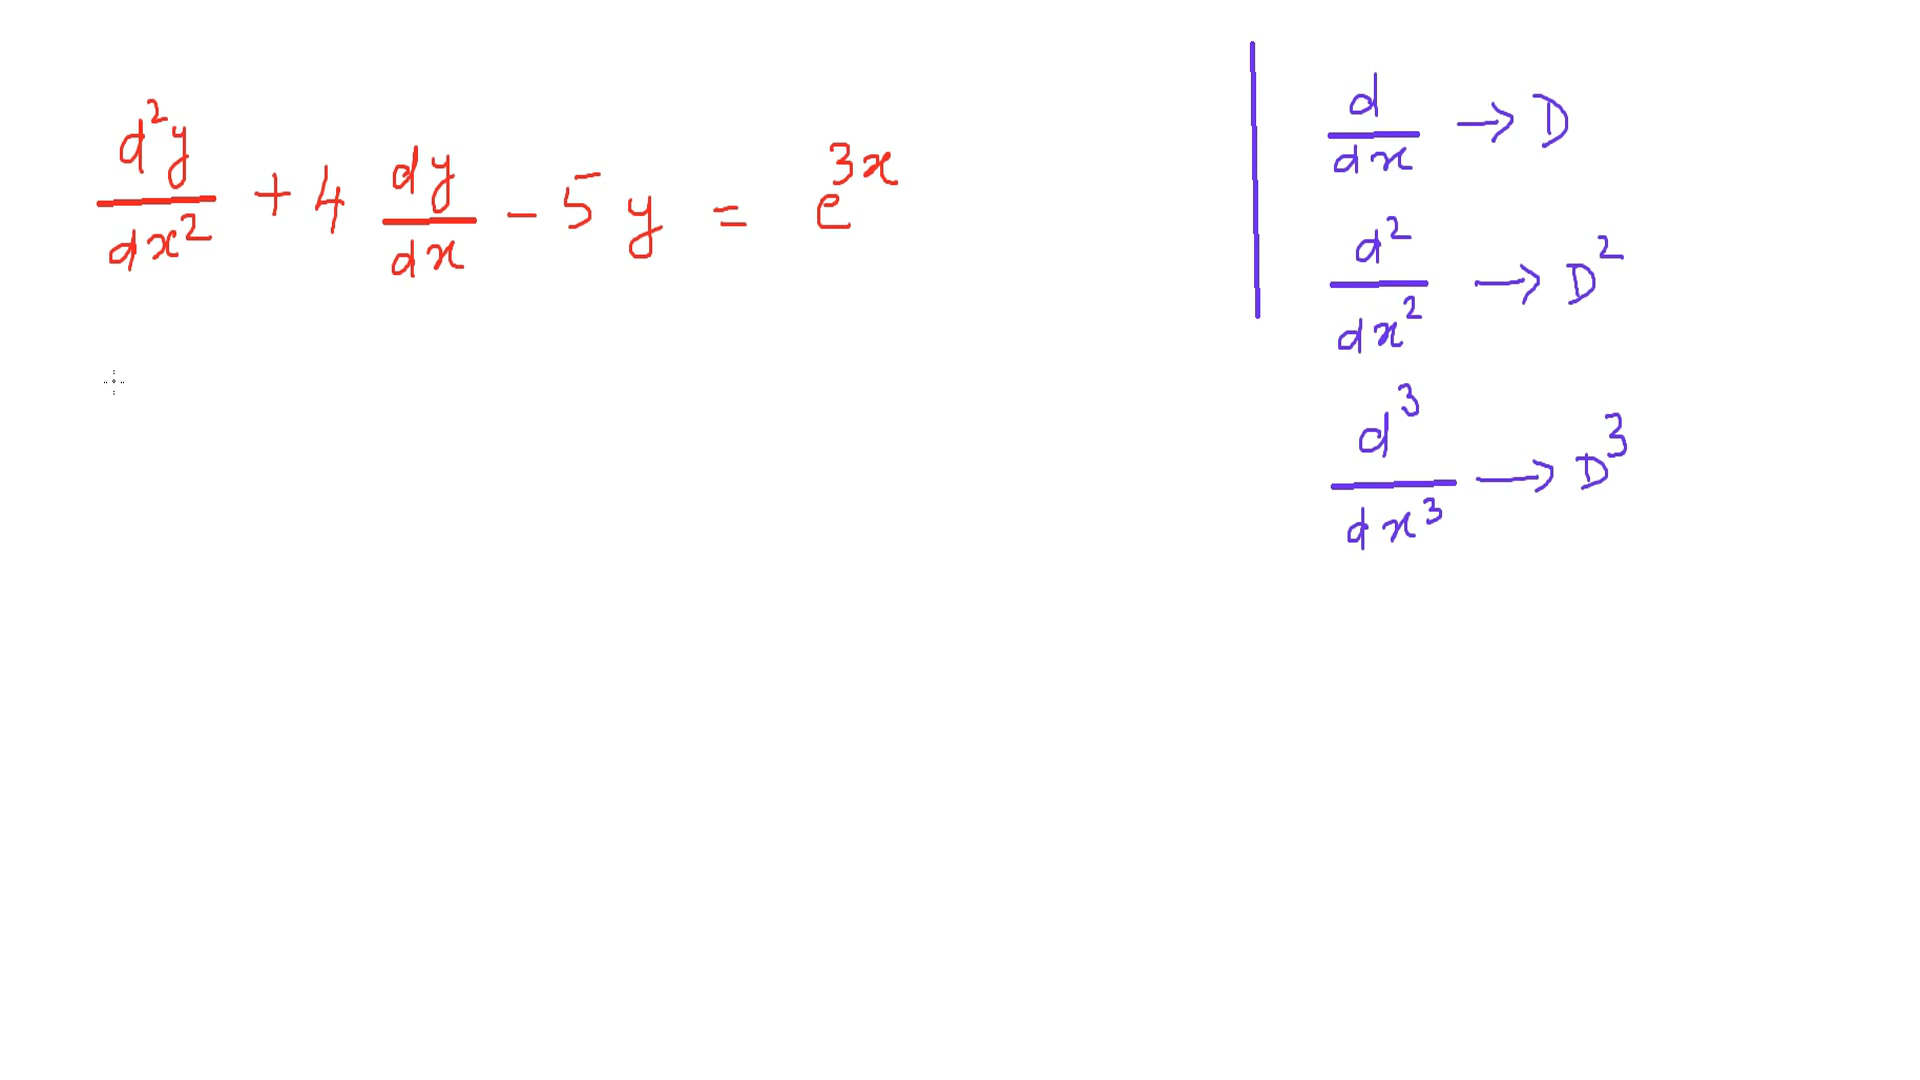 d²y/dx² + 4 dy/dx - 5y = e^3x
d/dx → D
d²/dx² → D²
d³/dx³ → D³